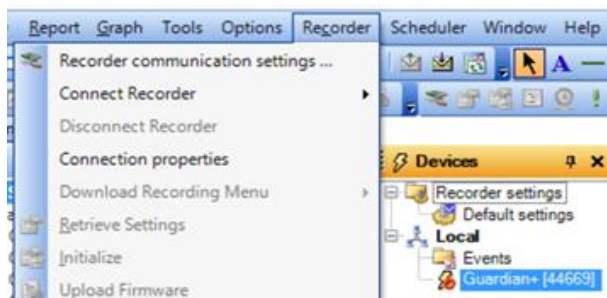 Report Graph Tools Options Recorder Scheduler Window Help
Recorder communication settings ...
Connect Recorder
Disconnect Recorder
Connection properties
Download Recording Menu
Retrieve Settings
Initialize
Upload Firmware
A
Devices
Recorder settings
Default settings
Local
Events
Guardian+ [44669]